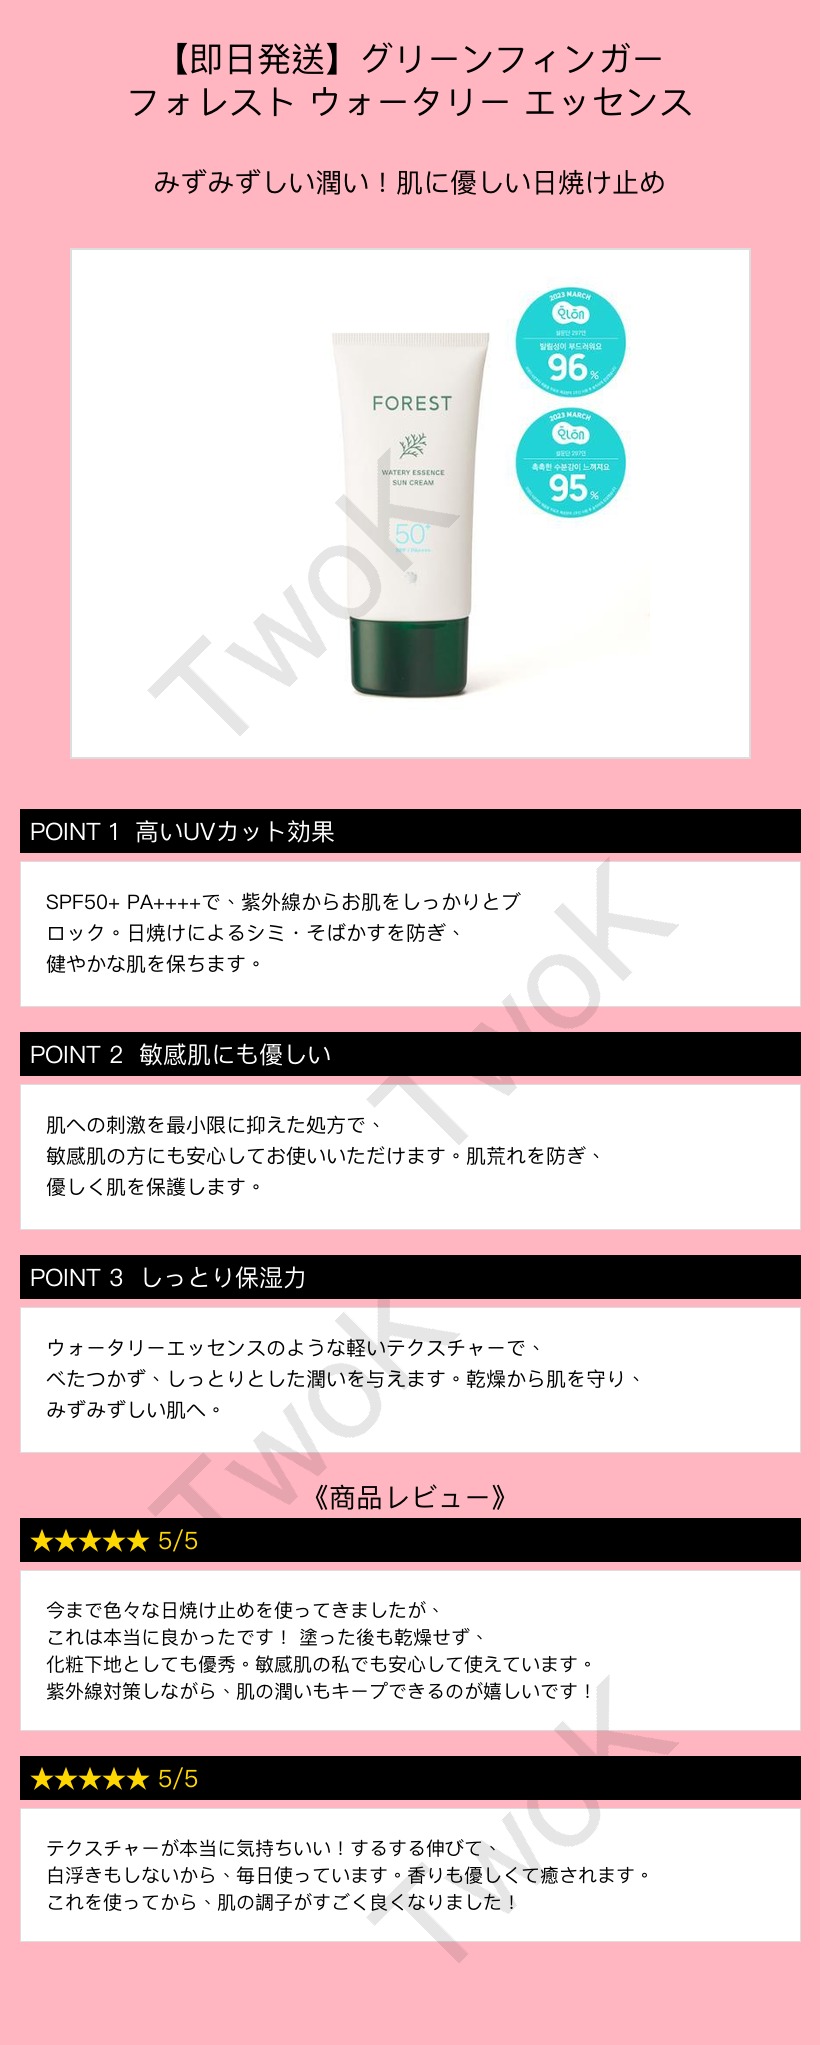 【即日発送】グリーンフィンガー
フォレスト ウォータリー エッセンス
みずみずしい潤い！肌に優しい日焼け止め
2023 MARCH
발림성이 부드러워요
96%
2023 MARCH
촉촉한 수분감이 느껴져요
95%
FOREST
WATERY ESSENCE
SUN CREAM
50+
TwoK
POINT 1 高いUVカット効果
SPF50+ PA++++で、紫外線からお肌をしっかりとブ
ロック。日焼けによるシミ・そばかすを防ぎ、
健やかな肌を保ちます。
TwoK
POINT 2 敏感肌にも優しい
肌への刺激を最小限に抑えた処方で、
敏感肌の方にも安心してお使いいただけます。肌荒れを防ぎ、
優しく肌を保護します。
POINT 3 しっとり保湿力
ウォータリーエッセンスのような軽いテクスチャーで、
べたつかず、しっとりとした潤いを与えます。乾燥から肌を守り、
みずみずしい肌へ。
TwoK
《商品レビュー》
★★★★★ 5/5
今まで色々な日焼け止めを使ってきましたが、
これは本当に良かったです！ 塗った後も乾燥せず、
化粧下地としても優秀。敏感肌の私でも安心して使えています。
紫外線対策しながら、肌の潤いもキープできるのが嬉しいです！
★★★★★ 5/5
テクスチャーが本当に気持ちいい！するする伸びて、
白浮きもしないから、毎日使っています。香りも優しくて癒されます。
これを使ってから、肌の調子がすごく良くなりました！
TwoK